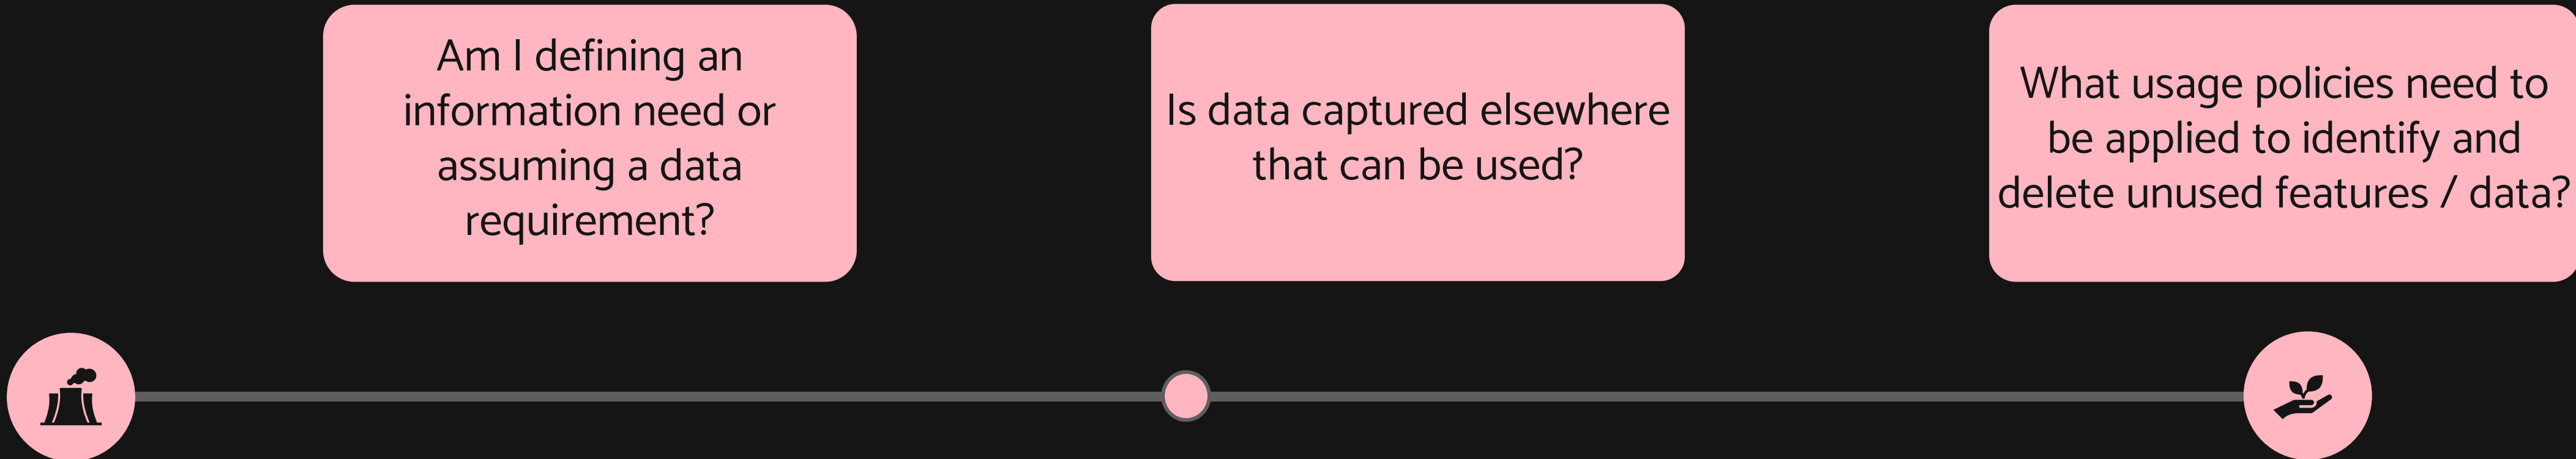 Am I defining an
information need or
assuming a data
requirement?
Is data captured elsewhere
that can be used?
What usage policies need to
be applied to identify and
delete unused features / data?